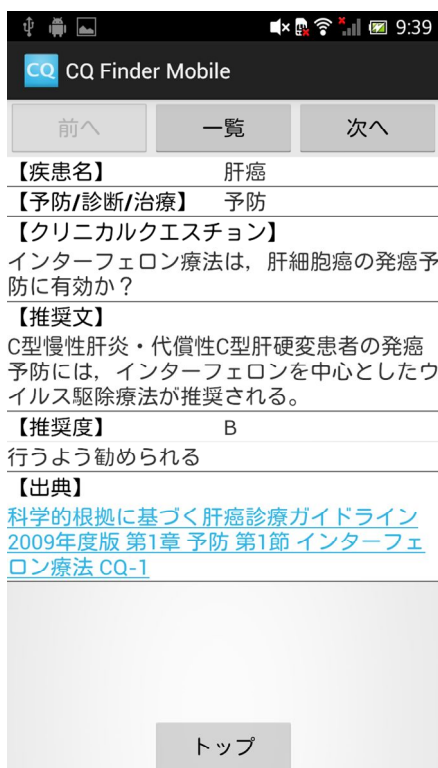 9:39
CQ CQ Finder Mobile
前へ 一覧 次へ
【疾患名】 肝癌
【予防/診断/治療】 予防
【クリニカルクエスチョン】
インターフェロン療法は，肝細胞癌の発癌予
防に有効か？
【推奨文】
C型慢性肝炎・代償性C型肝硬変患者の発癌
予防には，インターフェロンを中心としたウ
イルス駆除療法が推奨される。
【推奨度】 B
行うよう勧められる
【出典】
科学的根拠に基づく肝癌診療ガイドライン
2009年度版 第1章 予防 第1節 インターフェ
ロン療法 CQ-1
トップ